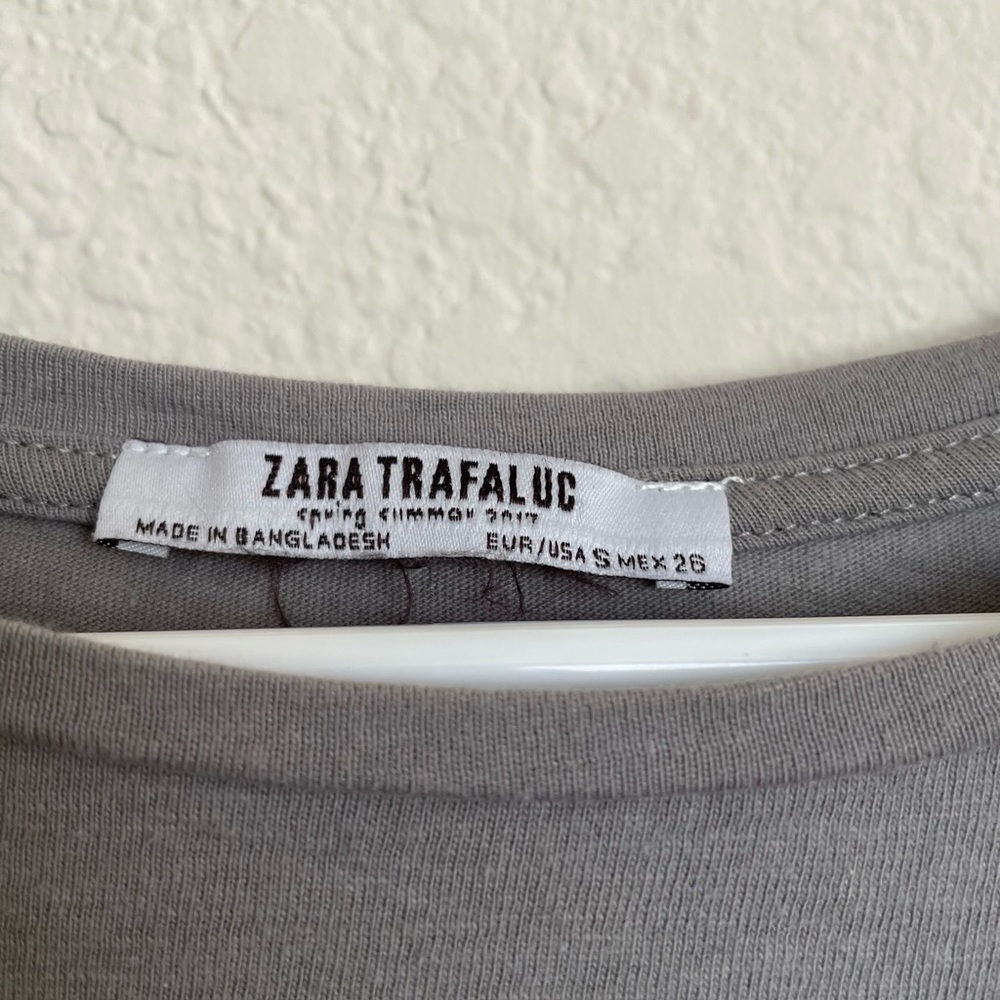 ZARA TRAFALUC
spring summer 2017
MADE IN BANGLADESH
EUR/USA S MEX 26